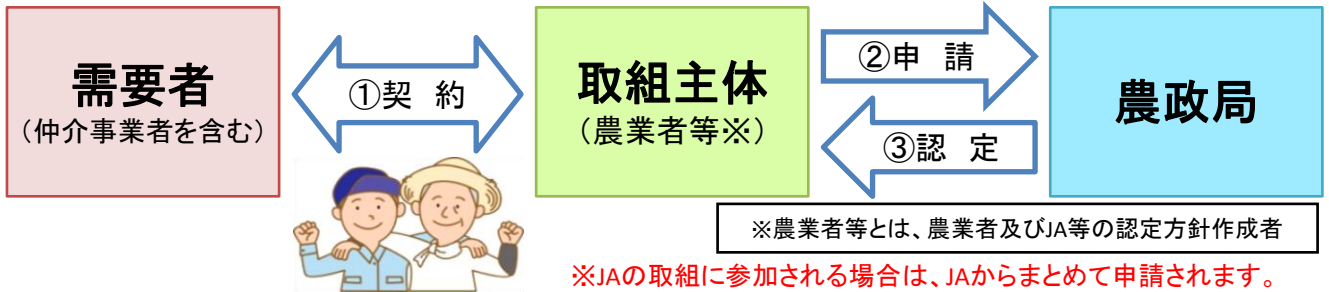 需要者
（仲介事業者を含む）
①契 約
取組主体
（農業者等※）
②申 請
③認 定
農政局
※農業者等とは、農業者及びJA等の認定方針作成者
※JAの取組に参加される場合は、JAからまとめて申請されます。